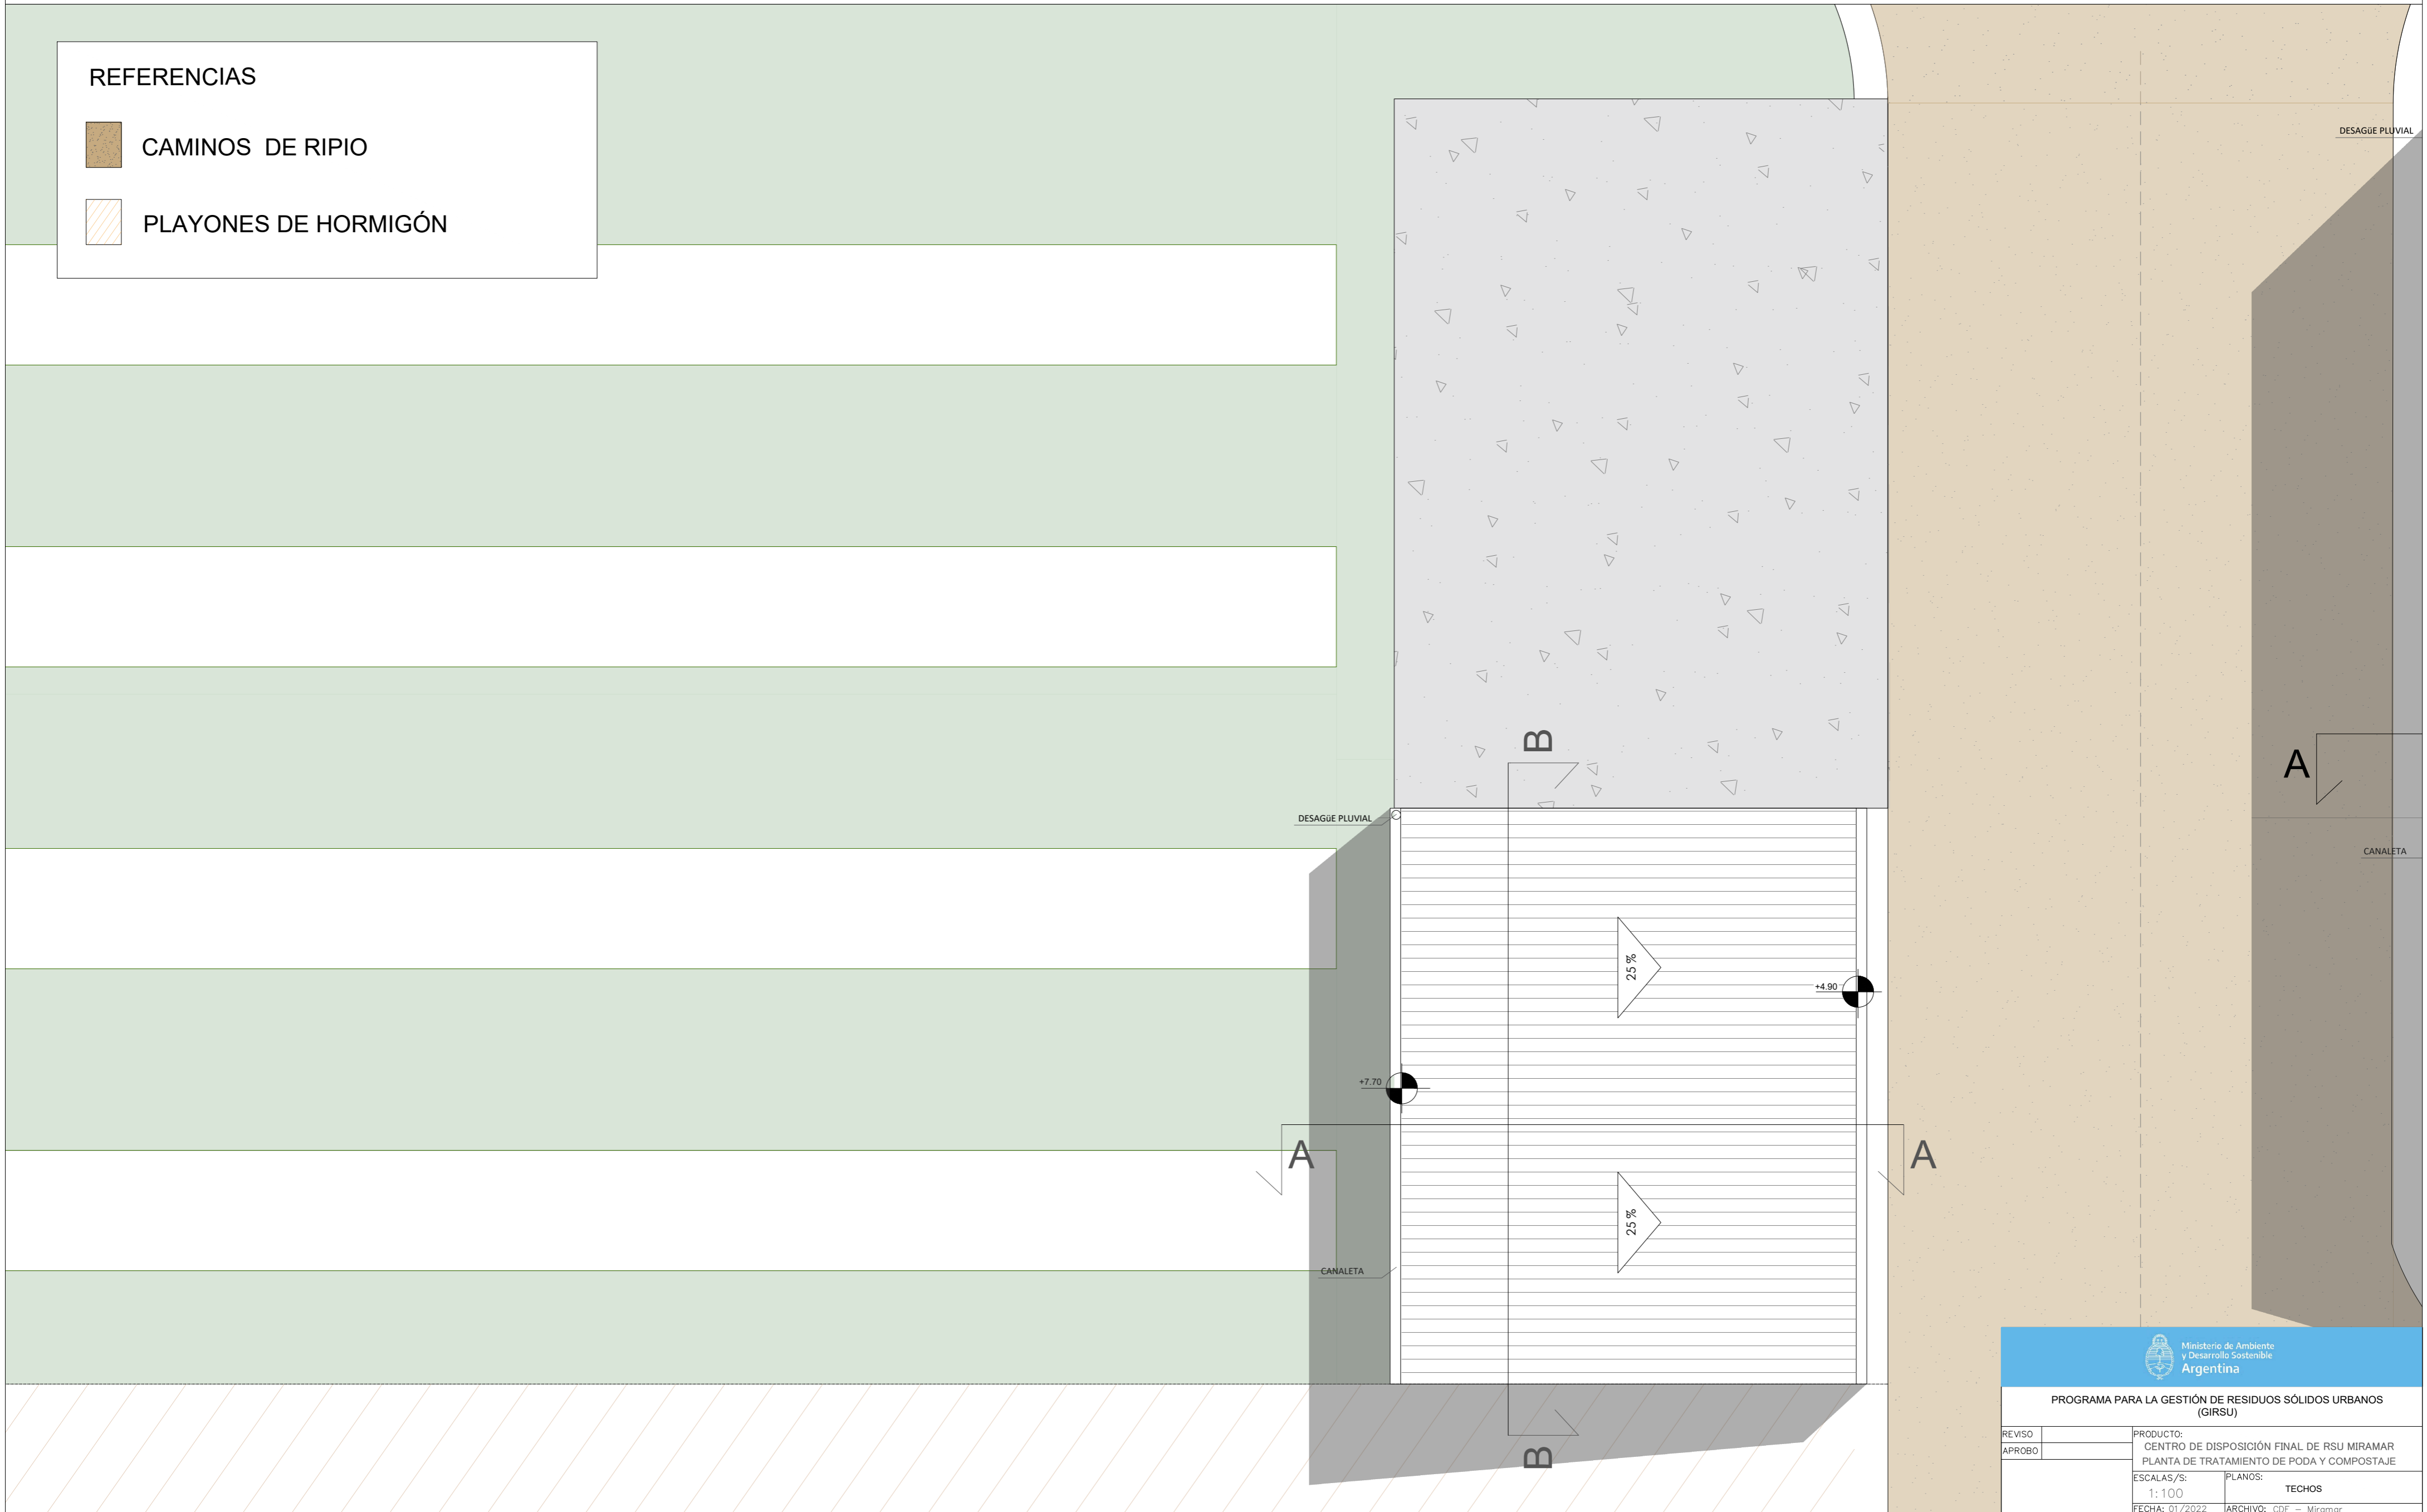 REFERENCIAS
CAMINOS DE RIPIO
PLAYONES DE HORMIGÓN
DESAGüE PLUVIAL
B
A
DESAGüE PLUVIAL
CANALETA
25%
+4.90
+7.70
A
A
25%
CANALETA
B
Ministerio de Ambiente
y Desarrollo Sostenible
Argentina
PROGRAMA PARA LA GESTIÓN DE RESIDUOS SÓLIDOS URBANOS
(GIRSU)
REVISO
APROBO
PRODUCTO:
CENTRO DE DISPOSICIÓN FINAL DE RSU MIRAMAR
PLANTA DE TRATAMIENTO DE PODA Y COMPOSTAJE
ESCALAS/S:
1:100
PLANOS:
TECHOS
FECHA: 01/2022
ARCHIVO: CDF – Miramar